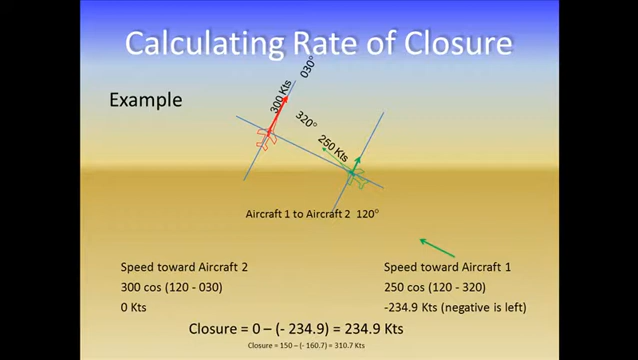 Calculating Rate of Closure
Example
300 Kts
030°
320°
250 Kts
Aircraft 1 to Aircraft 2  120°
Speed toward Aircraft 2
300 cos (120 - 030)
0 Kts
Speed toward Aircraft 1
250 cos (120 - 320)
-234.9 Kts (negative is left)
Closure = 0 – (- 234.9) = 234.9 Kts
Closure = 150 – (- 160.7) = 310.7 Kts